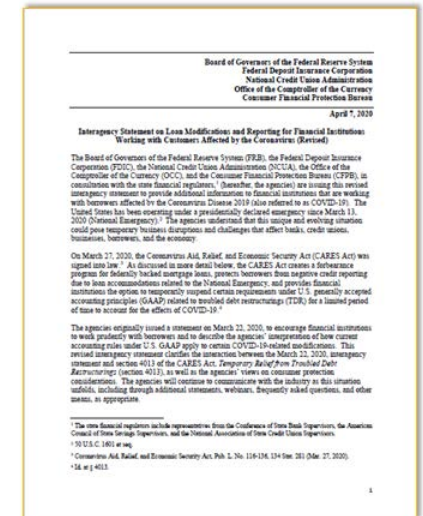 Board of Governors of the Federal Reserve System
Federal Deposit Insurance Corporation
National Credit Union Administration
Office of the Comptroller of the Currency
Consumer Financial Protection Bureau
April 7, 2020
Interagency Statement on Loan Modifications and Reporting for Financial Institutions
Working with Customers Affected by the Coronavirus (Revised)
The Board of Governors of the Federal Reserve System (FRB), the Federal Deposit Insurance
Corporation (FDIC), the National Credit Union Administration (NCUA), the Office of the
Comptroller of the Currency (OCC), and the Consumer Financial Protection Bureau (CFPB), in
consultation with the state financial regulators,¹ (hereafter, the agencies) are issuing this revised
interagency statement to provide additional information to financial institutions that are working
with borrowers affected by the Coronavirus Disease 2019 (also referred to as COVID-19). The
United States has been operating under a presidentially declared emergency since March 13,
2020 (National Emergency).² The agencies understand that this unique and evolving situation
could pose temporary business disruptions and challenges that affect banks, credit unions,
businesses, borrowers, and the economy.
On March 27, 2020, the Coronavirus Aid, Relief, and Economic Security Act (CARES Act) was
signed into law.³ As discussed in more detail below, the CARES Act creates a forbearance
program for federally backed mortgage loans, protects borrowers from negative credit reporting
due to loan accommodations related to the National Emergency, and provides financial
institutions the option to temporarily suspend certain requirements under U.S. generally accepted
accounting principles (GAAP) related to troubled debt restructurings (TDR) for a limited period
of time to account for the effects of COVID-19.⁴
The agencies originally issued a statement on March 22, 2020, to encourage financial institutions
to work prudently with borrowers and to describe the agencies' interpretation of how current
accounting rules under U.S. GAAP apply to certain COVID-19-related modifications. This
revised interagency statement clarifies the interaction between the March 22, 2020, interagency
statement and section 4013 of the CARES Act, Temporary Relief from Troubled Debt
Restructurings (section 4013), as well as the agencies' views on consumer protection
considerations. The agencies will continue to communicate with the industry as this situation
unfolds, including through additional statements, webinars, frequently asked questions, and other
means, as appropriate.
¹ The state financial regulators include representatives from the Conference of State Bank Supervisors, the American
Council of State Savings Supervisors, and the National Association of State Credit Union Supervisors.
² 50 U.S.C. 1601 et seq.
³ Coronavirus Aid, Relief, and Economic Security Act, Pub. L. No. 116-136, 134 Stat. 281 (Mar. 27, 2020).
⁴ Id. at § 4013.
1